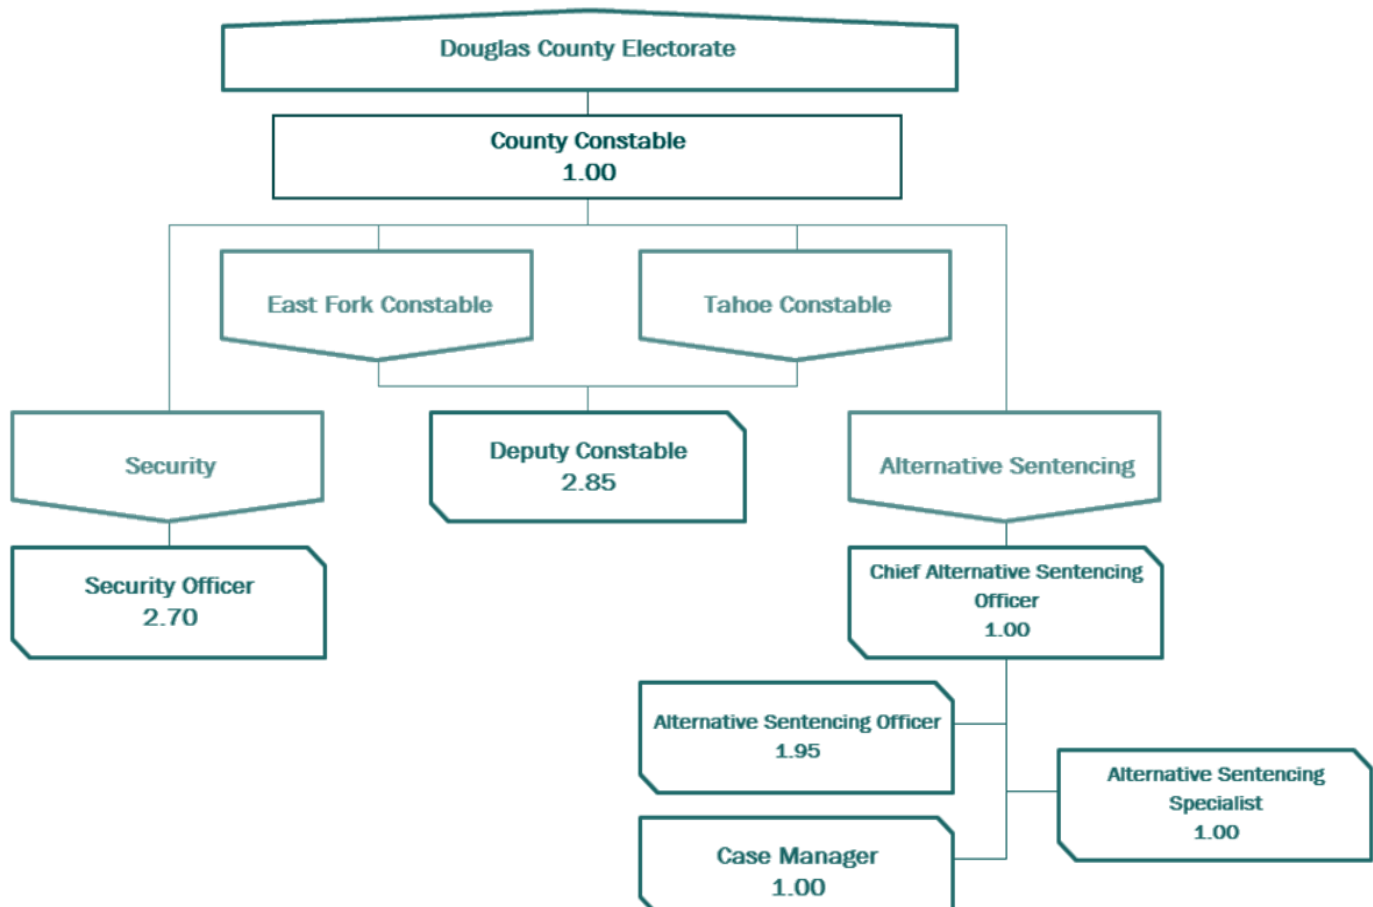 Douglas County Electorate
County Constable
1.00
East Fork Constable
Tahoe Constable
Security
Deputy Constable
2.85
Alternative Sentencing
Security Officer
2.70
Chief Alternative Sentencing
Officer
1.00
Alternative Sentencing Officer
1.95
Alternative Sentencing
Specialist
1.00
Case Manager
1.00